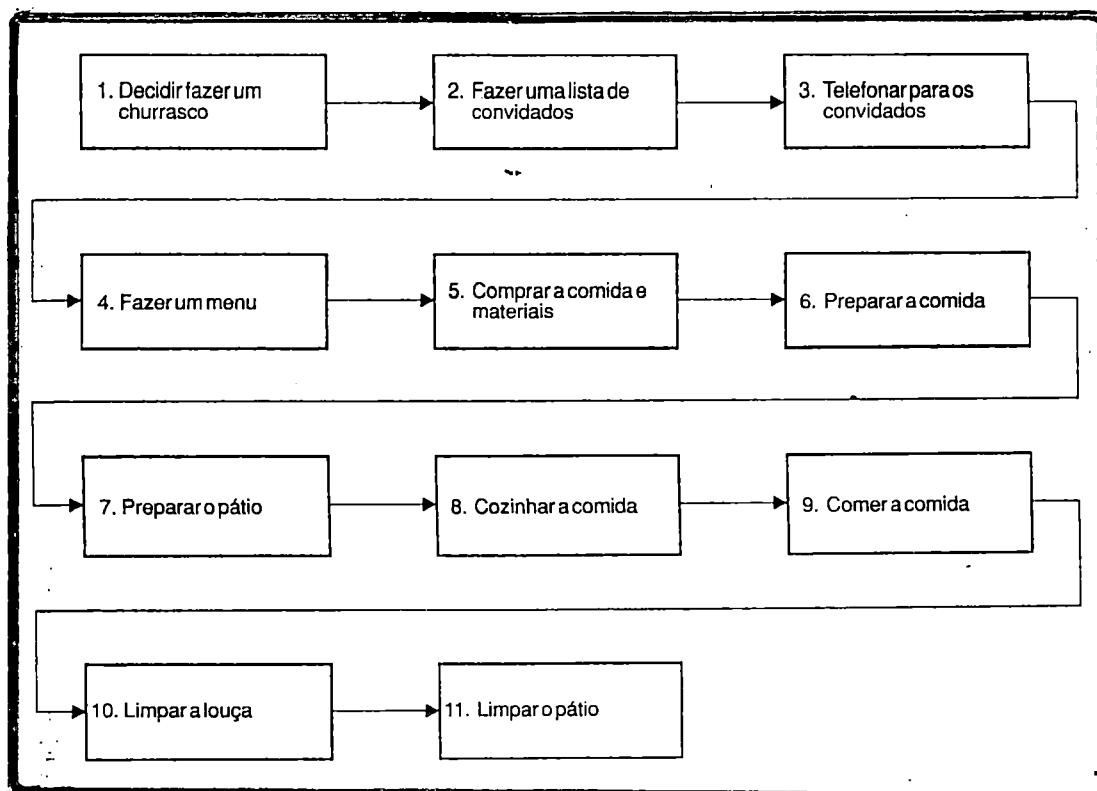 1. Decidir fazer um
churrasco
2. Fazer uma lista de
convidados
3. Telefonar para os
convidados
4. Fazer um menu
5. Comprar a comida e
materiais
6. Preparar a comida
7. Preparar o pátio
8. Cozinhar a comida
9. Comer a comida
10. Limpar a louça
11. Limpar o pátio